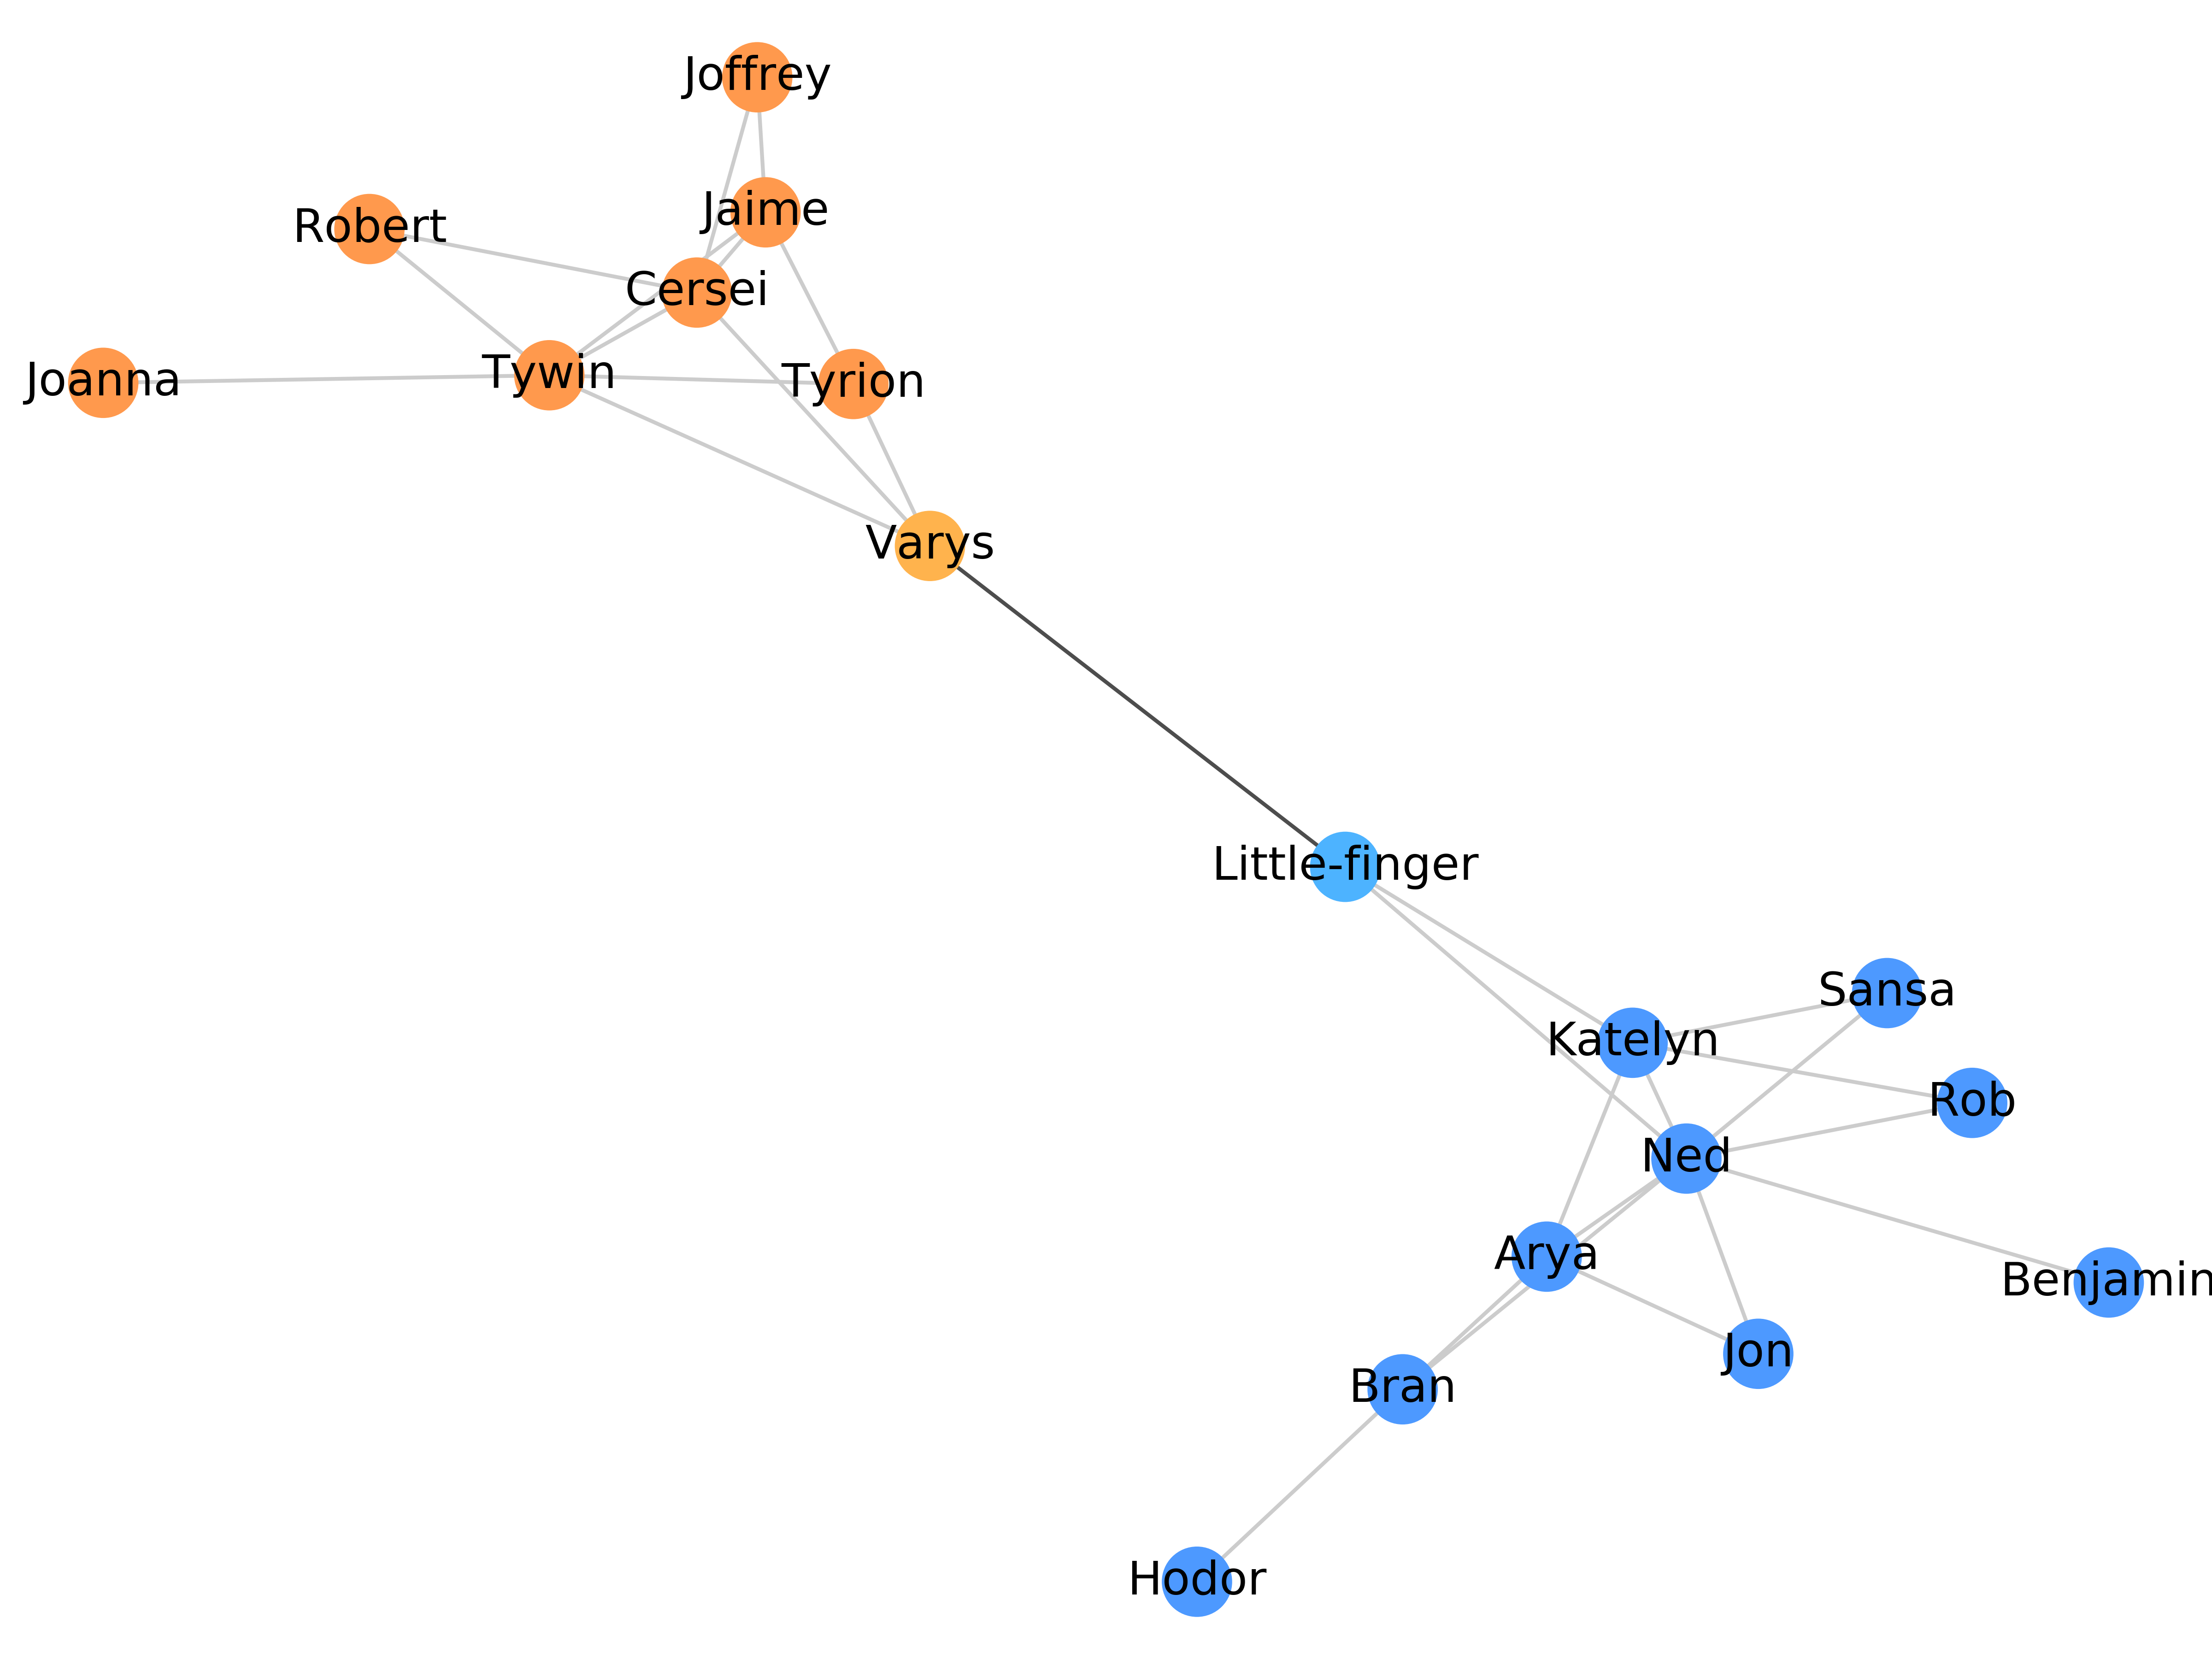 Joffrey
Jaime
Robert
Cersei
Joanna
Tywin
Tyrion
Varys
Little-finger
Sansa
Katelyn
Rob
Ned
Arya
Benjamin
Jon
Bran
Hodor